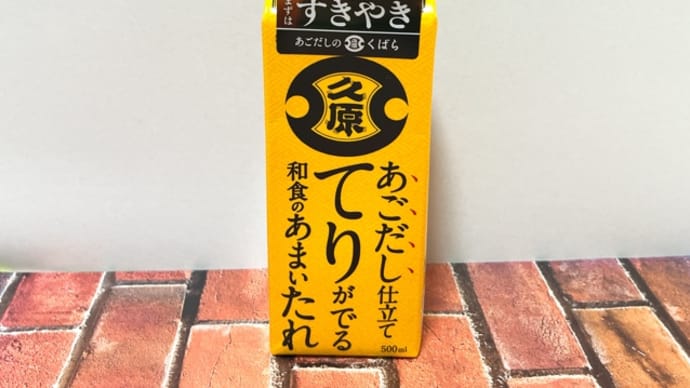 まずは
すきやき
あごだしの くばら
久原
あごだし仕立て
てりがでる
和食のあまいたれ
500ml